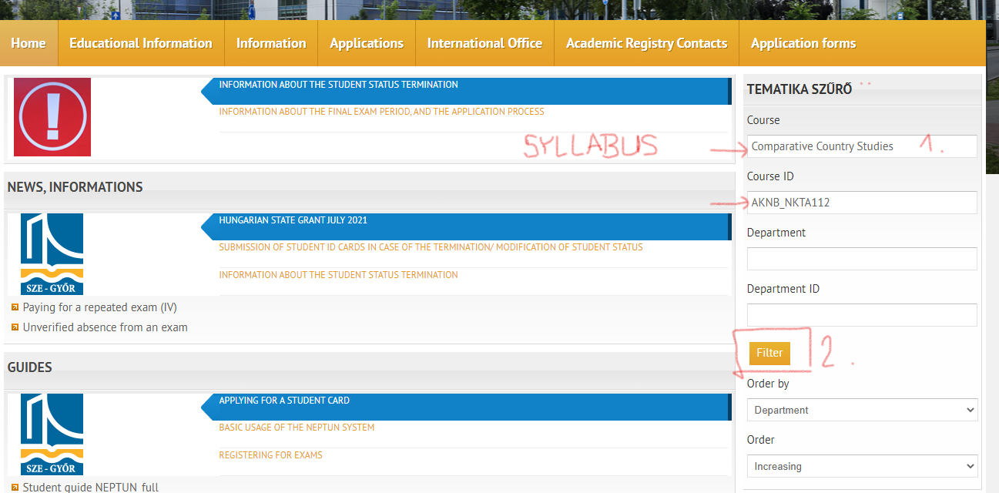 Home
Educational Information
Information
Applications
International Office
Academic Registry Contacts
Application forms
INFORMATION ABOUT THE STUDENT STATUS TERMINATION
INFORMATION ABOUT THE FINAL EXAM PERIOD, AND THE APPLICATION PROCESS
SYLLABUS
NEWS, INFORMATIONS
SZE - GYŐR
HUNGARIAN STATE GRANT JULY 2021
SUBMISSION OF STUDENT ID CARDS IN CASE OF THE TERMINATION/ MODIFICATION OF STUDENT STATUS
INFORMATION ABOUT THE STUDENT STATUS TERMINATION
Paying for a repeated exam (IV)
Unverified absence from an exam
GUIDES
SZE - GYŐR
APPLYING FOR A STUDENT CARD
BASIC USAGE OF THE NEPTUN SYSTEM
REGISTERING FOR EXAMS
Student guide NEPTUN_full
TEMATIKA SZŰRŐ
Course
Comparative Country Studies 1.
Course ID
AKNB_NKTA112
Department
Department ID
Filter 2.
Order by
Department
Order
Increasing